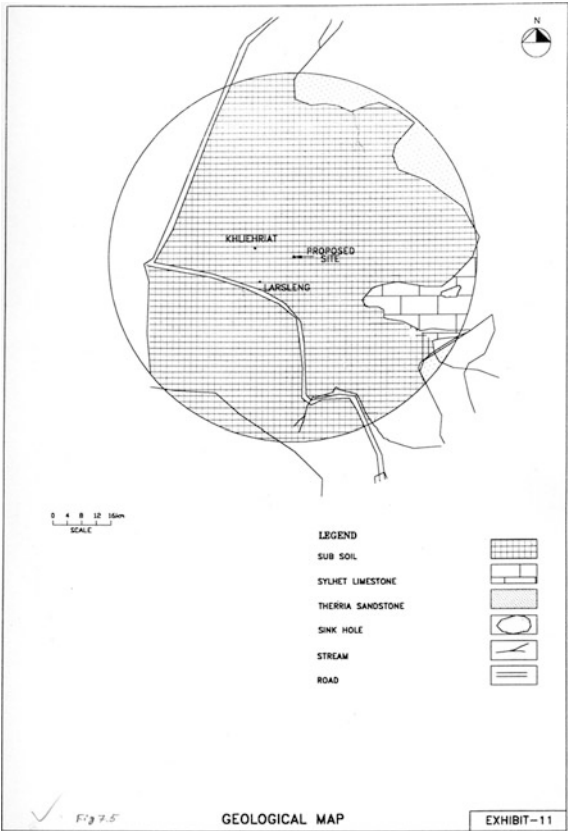 N
KHLIEHRIAT
PROPOSED
SITE
LARSLENG
0 4 8 12 16km
SCALE
LEGEND
SUB SOIL
SYLHET LIMESTONE
THERRIA SANDSTONE
SINK HOLE
STREAM
ROAD
Fig 7.5
GEOLOGICAL MAP
EXHIBIT-11